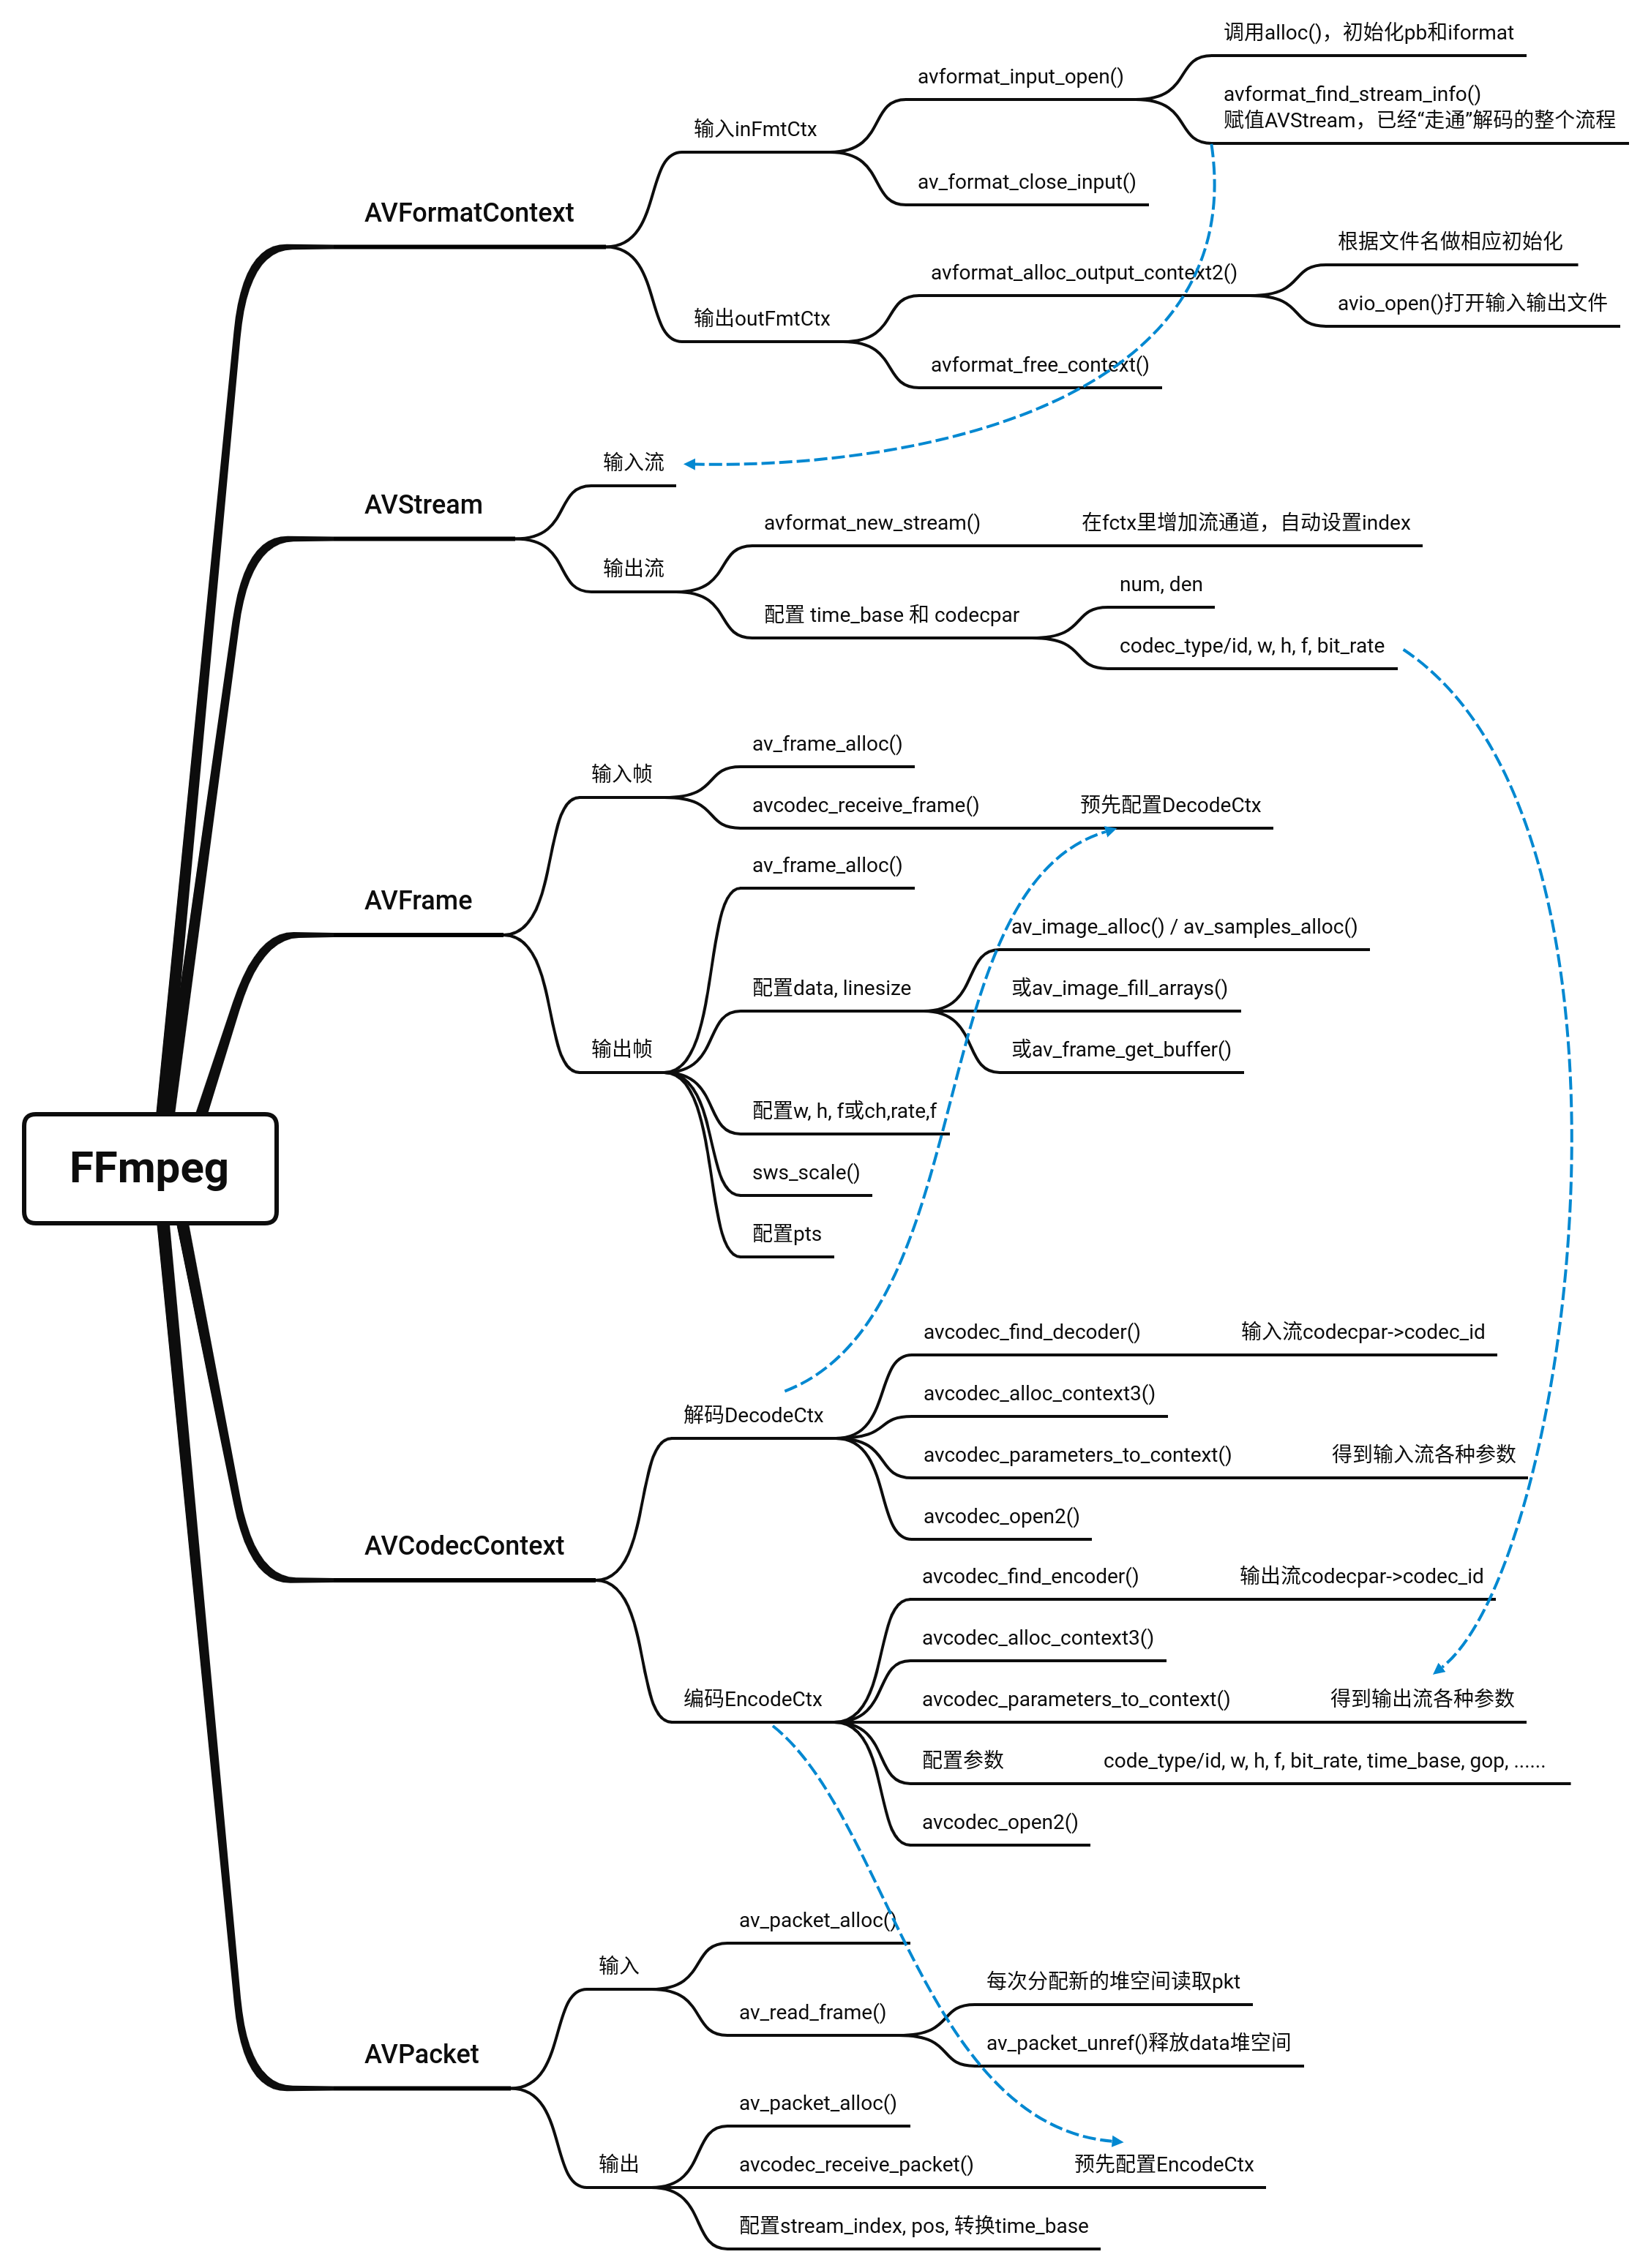 FFmpeg
AVFormatContext
输入inFmtCtx
avformat_input_open()
调用alloc()，初始化pb和iformat
avformat_find_stream_info()
赋值AVStream，已经“走通”解码的整个流程
av_format_close_input()
输出outFmtCtx
avformat_alloc_output_context2()
根据文件名做相应初始化
avio_open()打开输入输出文件
avformat_free_context()
AVStream
输入流
输出流
avformat_new_stream()
在fctx里增加流通道，自动设置index
配置 time_base 和 codecpar
num, den
codec_type/id, w, h, f, bit_rate
AVFrame
输入帧
av_frame_alloc()
avcodec_receive_frame()
预先配置DecodeCtx
输出帧
av_frame_alloc()
配置data, linesize
av_image_alloc() / av_samples_alloc()
或av_image_fill_arrays()
或av_frame_get_buffer()
配置w, h, f或ch,rate,f
sws_scale()
配置pts
AVCodecContext
解码DecodeCtx
avcodec_find_decoder()
输入流codecpar->codec_id
avcodec_alloc_context3()
avcodec_parameters_to_context()
得到输入流各种参数
avcodec_open2()
编码EncodeCtx
avcodec_find_encoder()
输出流codecpar->codec_id
avcodec_alloc_context3()
avcodec_parameters_to_context()
得到输出流各种参数
配置参数
code_type/id, w, h, f, bit_rate, time_base, gop, ......
avcodec_open2()
AVPacket
输入
av_packet_alloc()
av_read_frame()
每次分配新的堆空间读取pkt
av_packet_unref()释放data堆空间
输出
av_packet_alloc()
avcodec_receive_packet()
预先配置EncodeCtx
配置stream_index, pos, 转换time_base